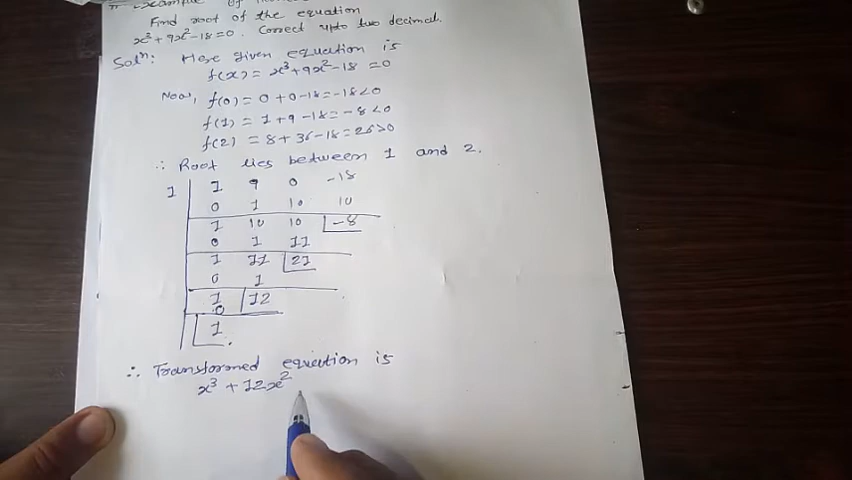 Example of
Find root of the equation
x³ + 9x² - 18 = 0. Correct upto two decimal.
Solⁿ: Here given equation is
f(x) = x³ + 9x² - 18 = 0
Now, f(0) = 0 + 0 - 18 = -18 < 0
f(1) = 1 + 9 - 18 = -8 < 0
f(2) = 8 + 36 - 18 = 26 > 0
∴ Root lies between 1 and 2.
1 | 1 9 0 -18
0 1 10 10
1 10 10 |-8
0 1 11
1 11 |21
0 1
1 |12
0
|1.
∴ Transformed equation is
x³ + 12x²